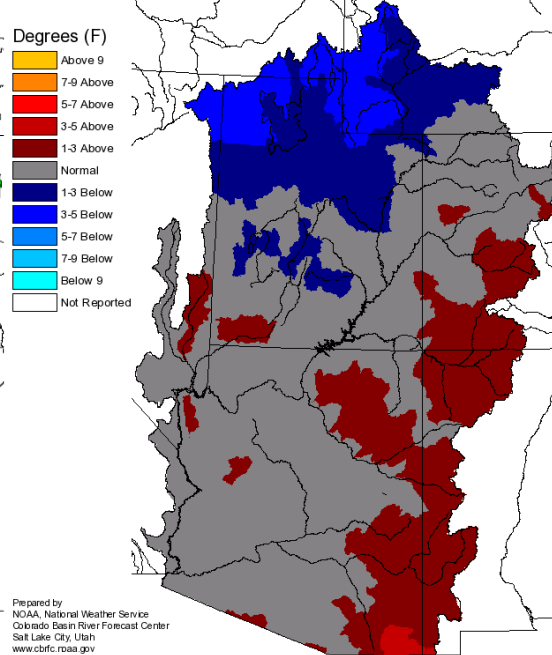 Degrees (F)
Above 9
7-9 Above
5-7 Above
3-5 Above
1-3 Above
Normal
1-3 Below
3-5 Below
5-7 Below
7-9 Below
Below 9
Not Reported
Prepared by
NOAA, National Weather Service
Colorado Basin River Forecast Center
Salt Lake City, Utah
www.cbrfc.noaa.gov